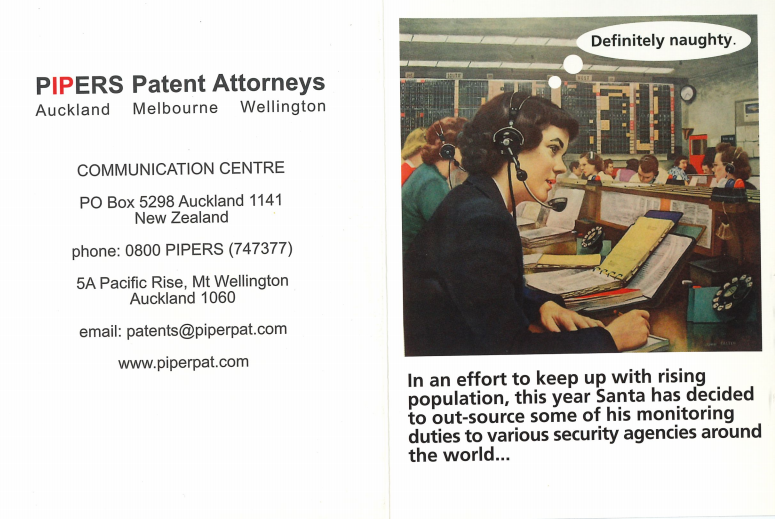 PIPERS Patent Attorneys
Auckland Melbourne Wellington
COMMUNICATION CENTRE
PO Box 5298 Auckland 1141
New Zealand
phone: 0800 PIPERS (747377)
5A Pacific Rise, Mt Wellington
Auckland 1060
email: patents@piperpat.com
www.piperpat.com
Definitely naughty.
In an effort to keep up with rising
population, this year Santa has decided
to out-source some of his monitoring
duties to various security agencies around
the world...